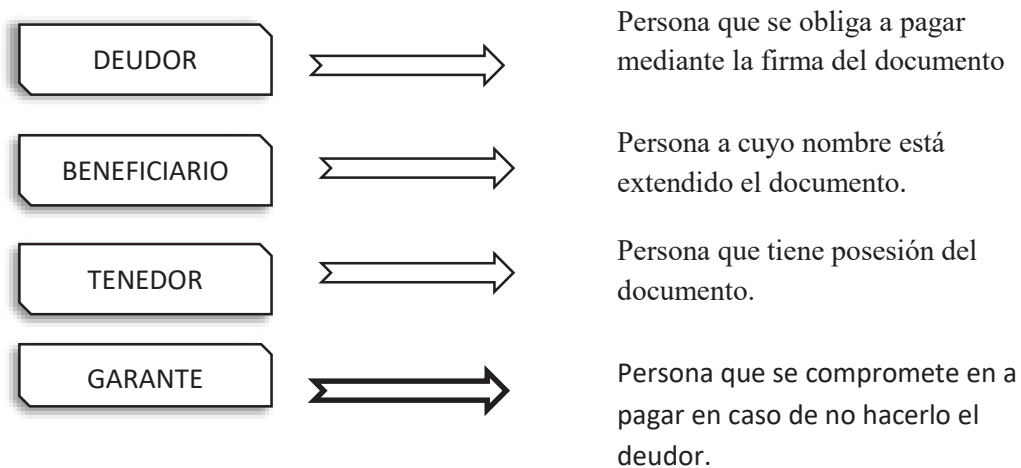 DEUDOR
Persona que se obliga a pagar
mediante la firma del documento
BENEFICIARIO
Persona a cuyo nombre está
extendido el documento.
TENEDOR
Persona que tiene posesión del
documento.
GARANTE
Persona que se compromete en a
pagar en caso de no hacerlo el
deudor.